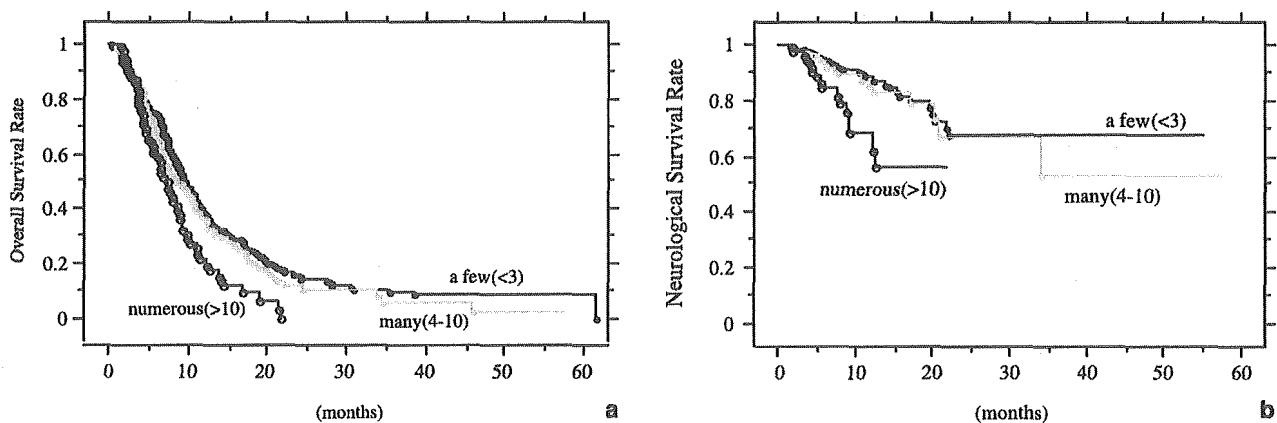 Overall Survival Rate
1
0.8
0.6
0.4
0.2
0
a few(<3)
numerous(>10)
many(4-10)
0 10 20 30 40 50 60
(months)
a
Neurological Survival Rate
1
0.8
0.6
0.4
0.2
0
a few(<3)
numerous(>10)
many(4-10)
0 10 20 30 40 50 60
(months)
b